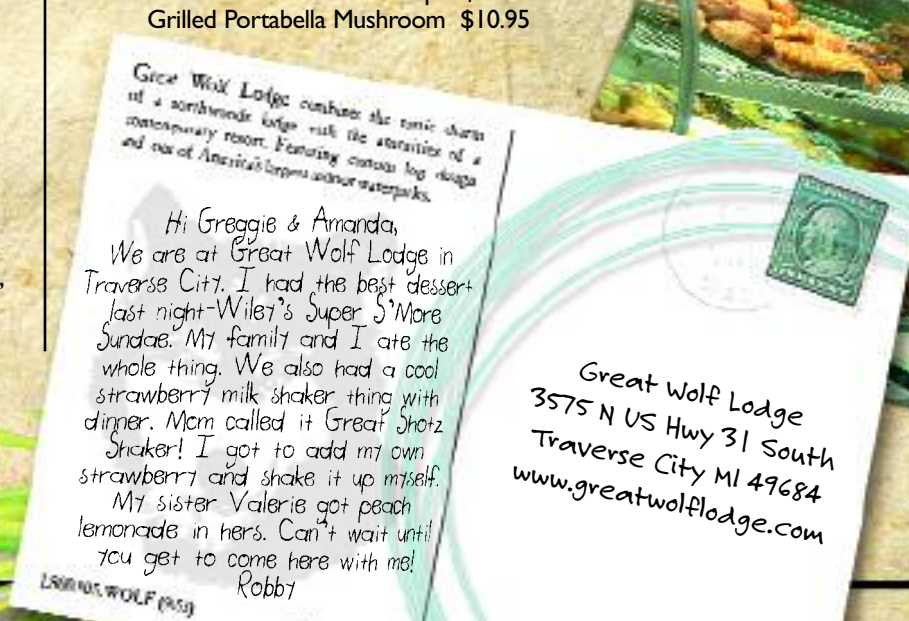 Grilled Portabella Mushroom $10.95
Great Wolf Lodge combines the rustic charm
of a northwoods lodge with the amenities of a
contemporary resort. Featuring custom log design
and one of America's largest indoor waterparks.
Hi Greggie & Amanda,
We are at Great Wolf Lodge in
Traverse City. I had the best dessert
last night-Wiley's Super S'More
Sundae. My family and I ate the
whole thing. We also had a cool
strawberry milk shaker thing with
dinner. Mom called it Great Shotz
Shaker! I got to add my own
strawberry and shake it up myself.
My sister Valerie got peach
lemonade in hers. Can't wait until
you get to come here with me!
Robby
WOLF (9653)
Great Wolf Lodge
3575 N US Hwy 31 South
Traverse City MI 49684
www.greatwolflodge.com